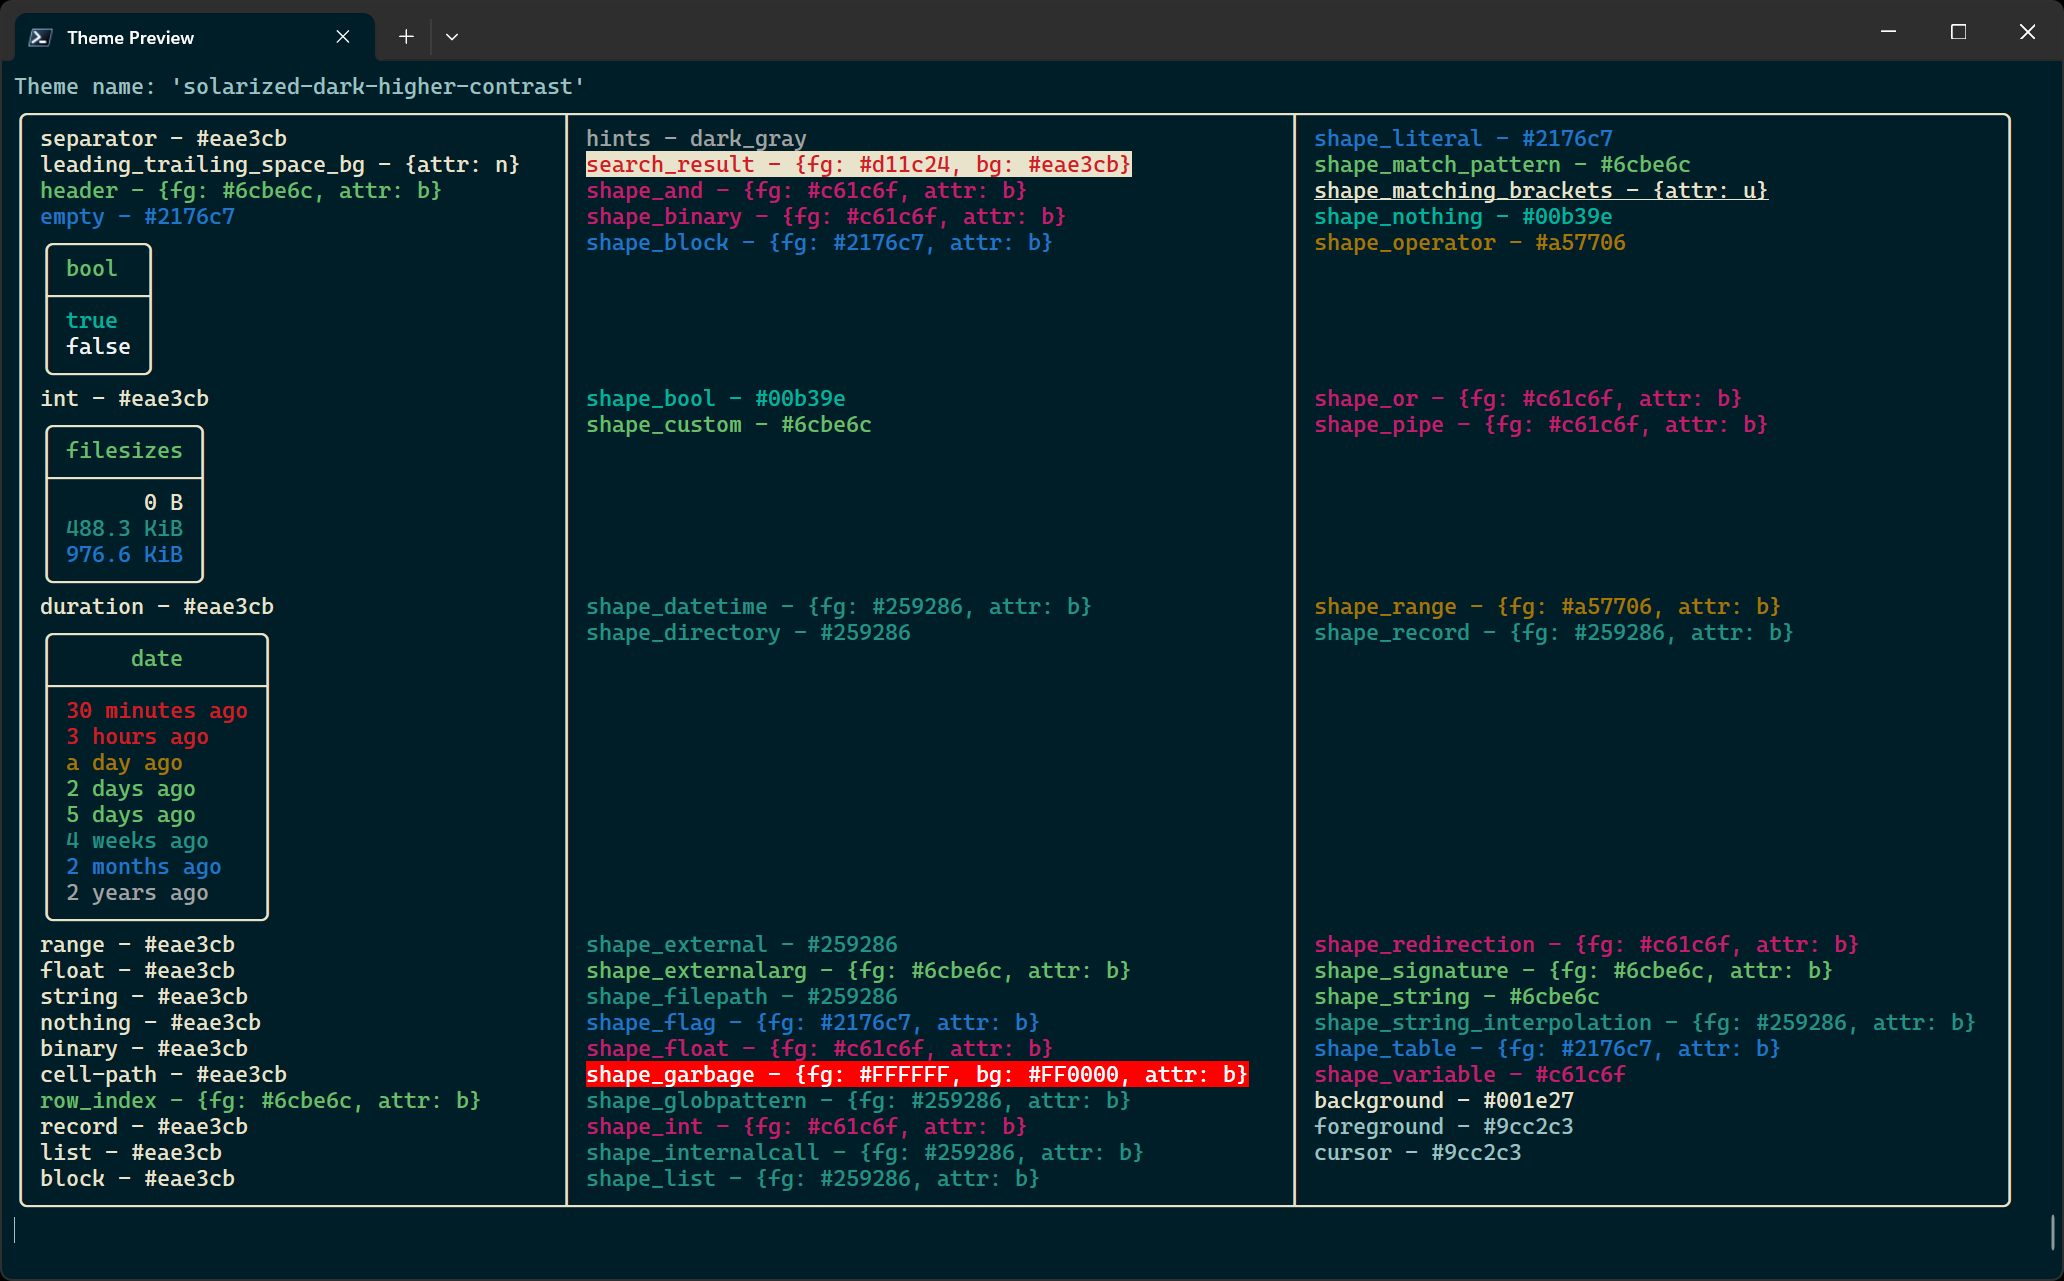 Theme Preview
Theme name: 'solarized-dark-higher-contrast'
separator - #eae3cb
leading_trailing_space_bg - {attr: n}
header - {fg: #6cbe6c, attr: b}
empty - #2176c7
bool
true
false
int - #eae3cb
filesizes
0 B
488.3 KiB
976.6 KiB
duration - #eae3cb
date
30 minutes ago
3 hours ago
a day ago
2 days ago
5 days ago
4 weeks ago
2 months ago
2 years ago
range - #eae3cb
float - #eae3cb
string - #eae3cb
nothing - #eae3cb
binary - #eae3cb
cell-path - #eae3cb
row_index - {fg: #6cbe6c, attr: b}
record - #eae3cb
list - #eae3cb
block - #eae3cb
hints - dark_gray
search_result - {fg: #d11c24, bg: #eae3cb}
shape_and - {fg: #c61c6f, attr: b}
shape_binary - {fg: #c61c6f, attr: b}
shape_block - {fg: #2176c7, attr: b}
shape_bool - #00b39e
shape_custom - #6cbe6c
shape_datetime - {fg: #259286, attr: b}
shape_directory - #259286
shape_external - #259286
shape_externalarg - {fg: #6cbe6c, attr: b}
shape_filepath - #259286
shape_flag - {fg: #2176c7, attr: b}
shape_float - {fg: #c61c6f, attr: b}
shape_garbage - {fg: #FFFFFF, bg: #FF0000, attr: b}
shape_globpattern - {fg: #259286, attr: b}
shape_int - {fg: #c61c6f, attr: b}
shape_internalcall - {fg: #259286, attr: b}
shape_list - {fg: #259286, attr: b}
shape_literal - #2176c7
shape_match_pattern - #6cbe6c
shape_matching_brackets - {attr: u}
shape_nothing - #00b39e
shape_operator - #a57706
shape_or - {fg: #c61c6f, attr: b}
shape_pipe - {fg: #c61c6f, attr: b}
shape_range - {fg: #a57706, attr: b}
shape_record - {fg: #259286, attr: b}
shape_redirection - {fg: #c61c6f, attr: b}
shape_signature - {fg: #6cbe6c, attr: b}
shape_string - #6cbe6c
shape_string_interpolation - {fg: #259286, attr: b}
shape_table - {fg: #2176c7, attr: b}
shape_variable - #c61c6f
background - #001e27
foreground - #9cc2c3
cursor - #9cc2c3